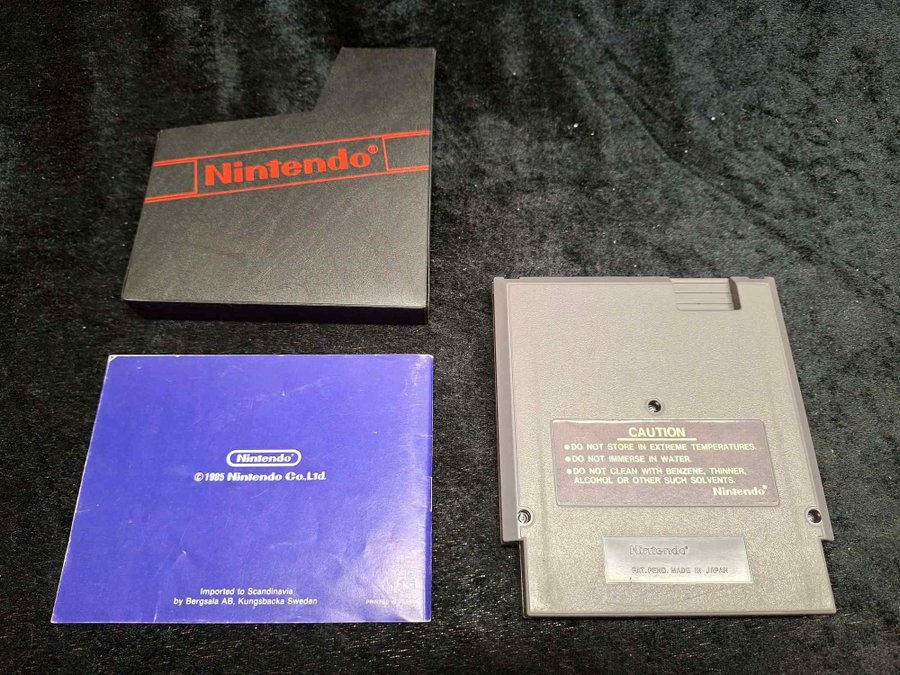 Nintendo®
Nintendo®
©1985 Nintendo Co.,Ltd.
Imported to Scandinavia
by Bergsala AB, Kungsbacka Sweden
PRINTED IN
CAUTION
●DO NOT STORE IN EXTREME TEMPERATURES.
●DO NOT IMMERSE IN WATER.
●DO NOT CLEAN WITH BENZENE, THINNER,
ALCOHOL OR OTHER SUCH SOLVENTS.
Nintendo®
Nintendo®
PAT. PEND. MADE IN JAPAN